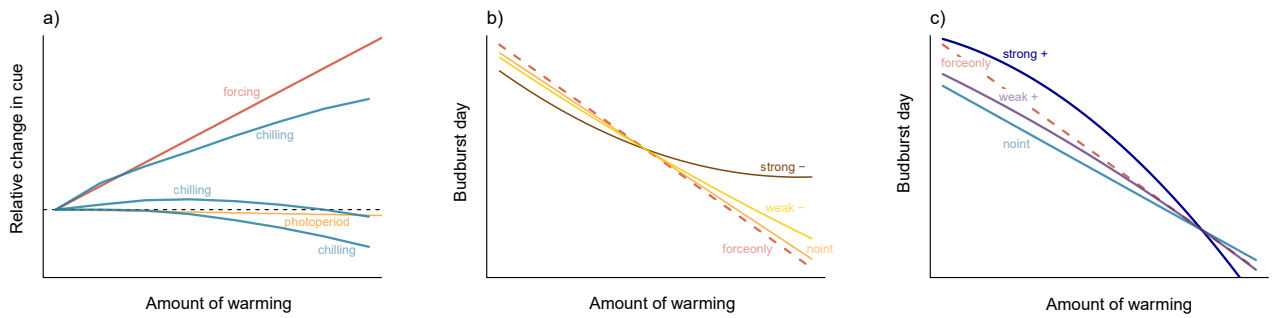 a)
Relative change in cue
forcing
chilling
chilling
photoperiod
chilling
Amount of warming
b)
Budburst day
strong −
weak −
forceonly
noint
Amount of warming
c)
Budburst day
strong +
forceonly
weak +
noint
Amount of warming